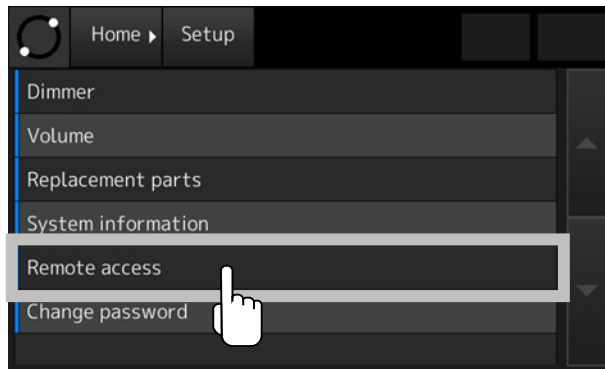 Home Setup
Dimmer
Volume
Replacement parts
System information
Remote access
Change password